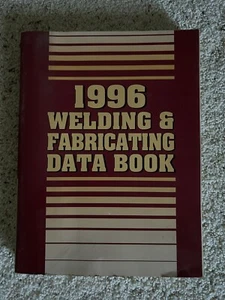 1996
WELDING &
FABRICATING
DATA BOOK